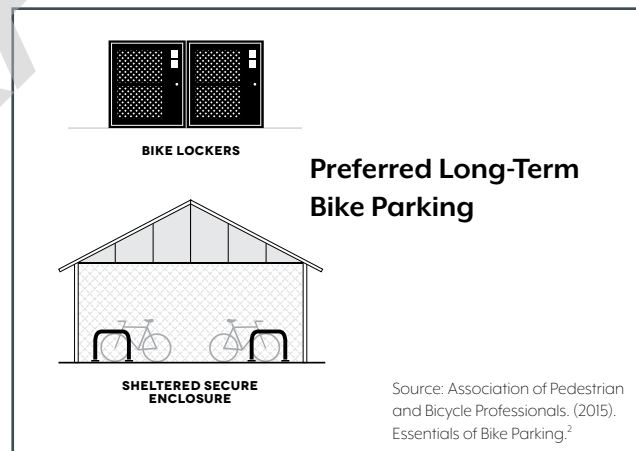 BIKE LOCKERS
Preferred Long-Term
Bike Parking
SHELTERED SECURE
ENCLOSURE
Source: Association of Pedestrian
and Bicycle Professionals. (2015).
Essentials of Bike Parking.²